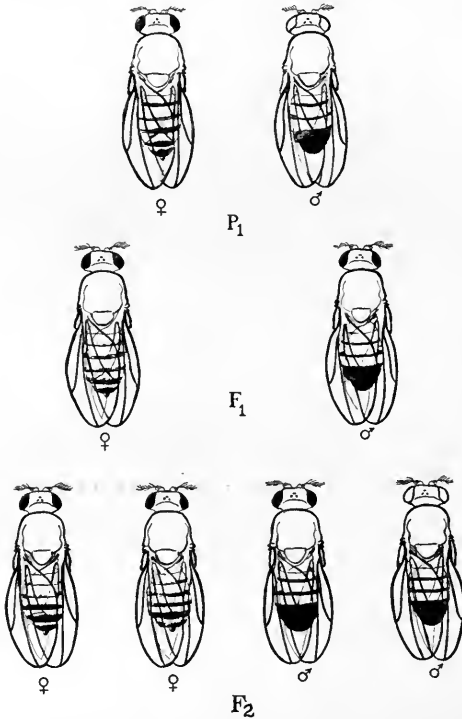 ♀ ♂
P₁
♀ F₁ ♂
♀ ♀ ♂ ♂
F₂